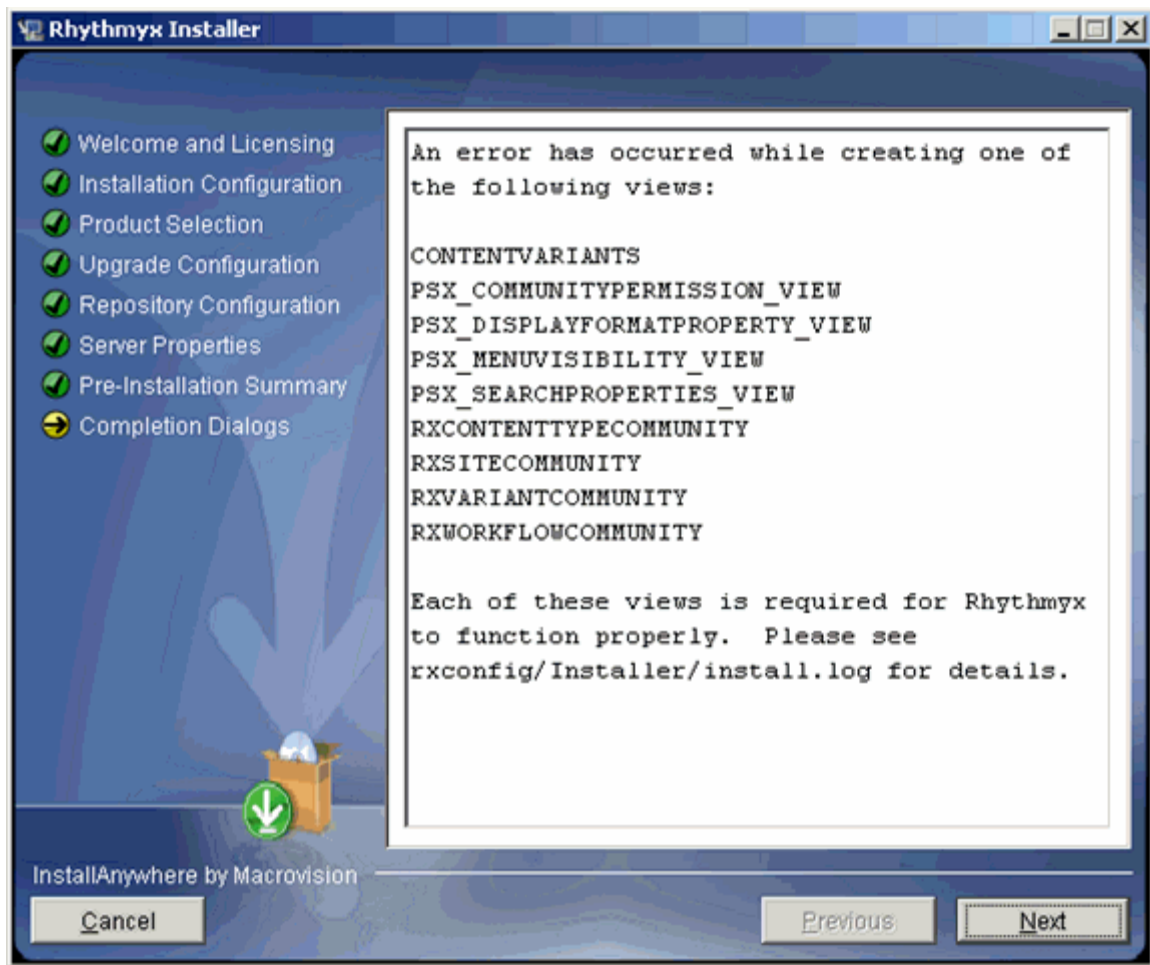 Rhythmyx Installer
Welcome and Licensing
Installation Configuration
Product Selection
Upgrade Configuration
Repository Configuration
Server Properties
Pre-Installation Summary
Completion Dialogs
An error has occurred while creating one of
the following views:
CONTENTVARIANTS
PSX_COMMUNITYPERMISSION_VIEW
PSX_DISPLAYFORMATPROPERTY_VIEW
PSX_MENUVISIBILITY_VIEW
PSX_SEARCHPROPERTIES_VIEW
RXCONTENTTYPECOMMUNITY
RXSITECOMMUNITY
RXVARIANTCOMMUNITY
RXWORKFLOWCOMMUNITY
Each of these views is required for Rhythmyx
to function properly.  Please see
rxconfig/Installer/install.log for details.
InstallAnywhere by Macrovision
Cancel
Previous
Next